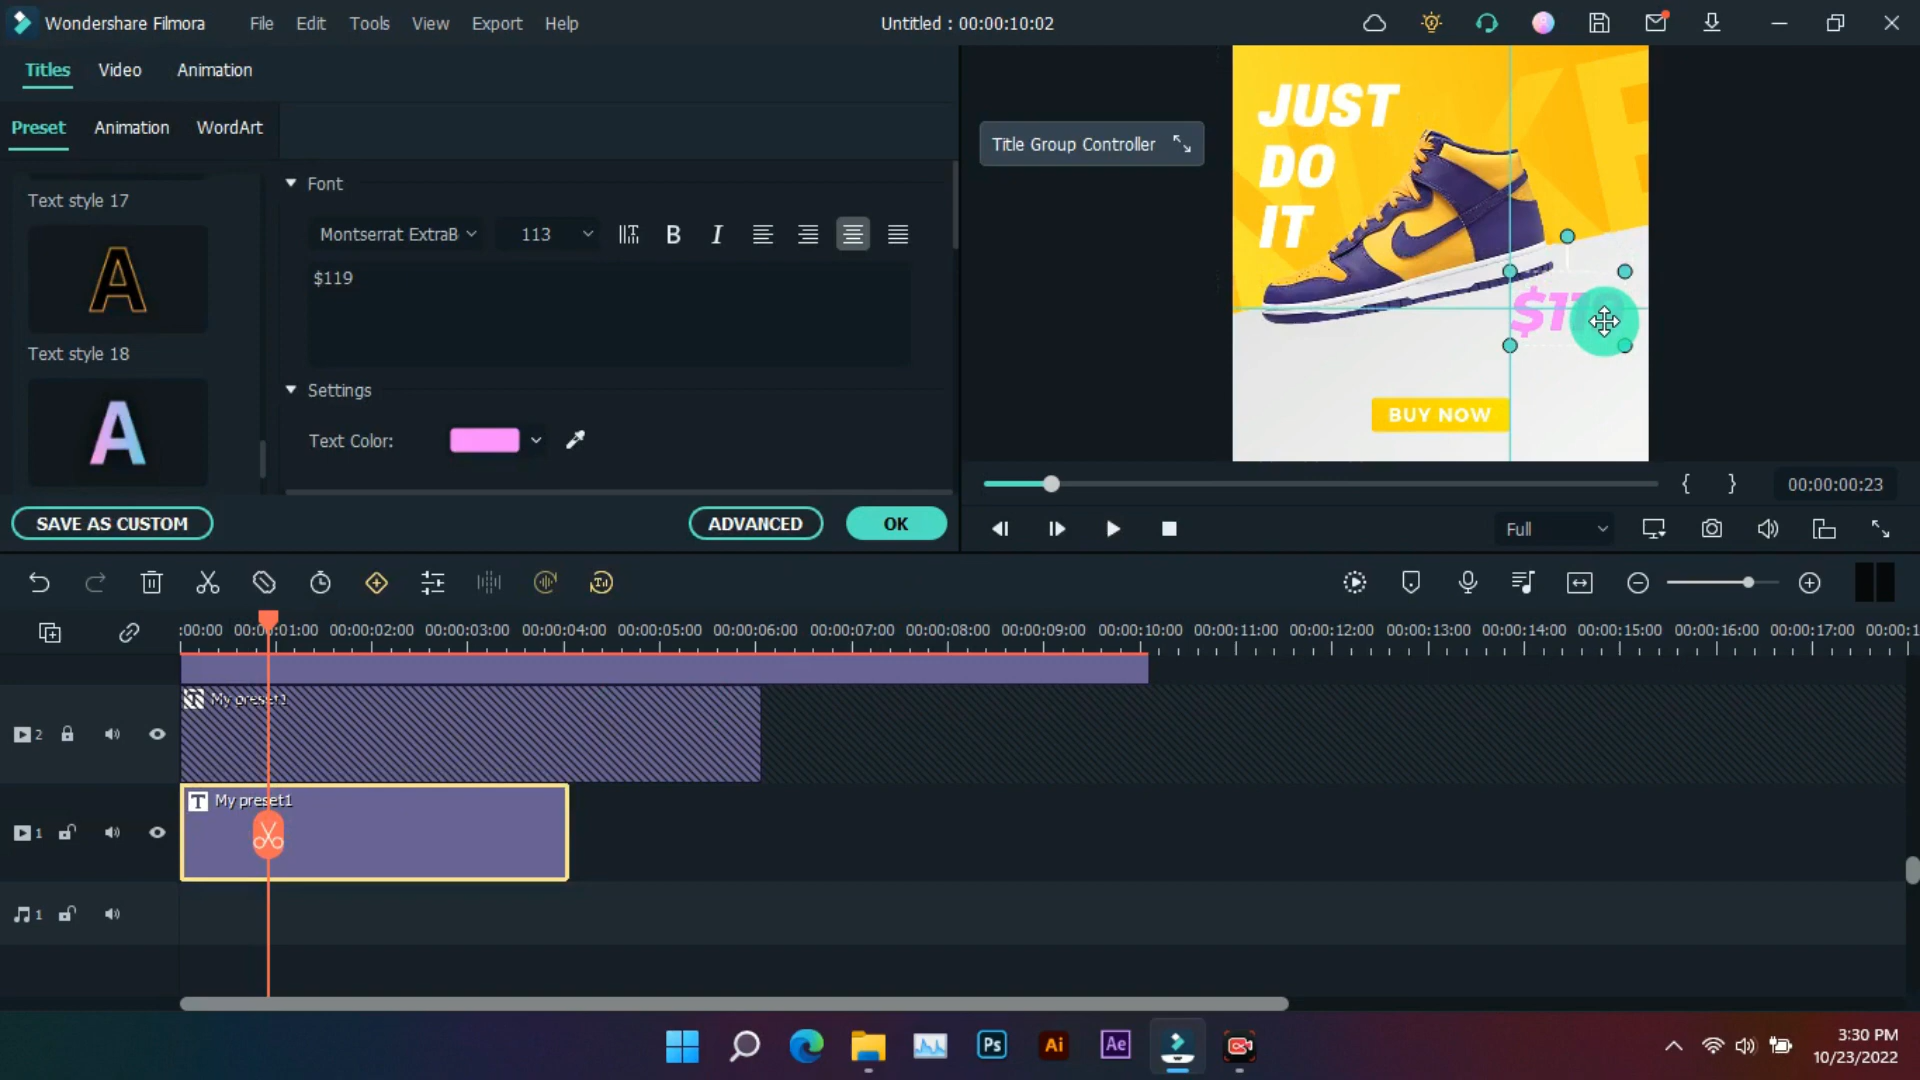 Wondershare Filmora File Edit Tools View Export Help Untitled : 00:00:10:02
Titles Video Animation
Preset Animation WordArt
Text style 17
A
Text style 18
A
Font
Montserrat ExtraB 113 B I
$119
Settings
Text Color:
SAVE AS CUSTOM ADVANCED OK
Title Group Controller
JUST
DO
IT
BUY NOW
{ } 00:00:00:23
Full
:00:00 00:00:01:00 00:00:02:00 00:00:03:00 00:00:04:00 00:00:05:00 00:00:06:00 00:00:07:00 00:00:08:00 00:00:09:00 00:00:10:00 00:00:11:00 00:00:12:00 00:00:13:00 00:00:14:00 00:00:15:00 00:00:16:00 00:00:17:00 00:00:1
2 My preset1
1 T My preset1
1
Ps Ai Ae
3:30 PM
10/23/2022